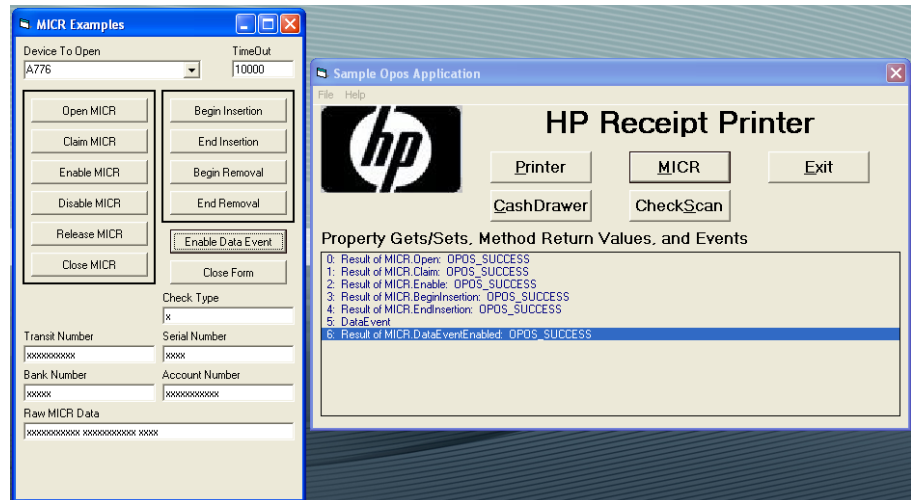 MICR Examples
Device To Open
TimeOut
A776
10000
Open MICR
Claim MICR
Enable MICR
Disable MICR
Release MICR
Close MICR
Begin Insertion
End Insertion
Begin Removal
End Removal
Enable Data Event
Close Form
Check Type
x
Transit Number
Serial Number
xxxxxxxxxx
xxxx
Bank Number
Account Number
xxxxx
xxxxxxxxxxx
Raw MICR Data
xxxxxxxxxxx xxxxxxxxxxx xxxx
Sample Opos Application
File Help
hp
HP Receipt Printer
Printer
MICR
Exit
CashDrawer
CheckScan
Property Gets/Sets, Method Return Values, and Events
0: Result of MICR.Open: OPOS_SUCCESS
1: Result of MICR.Claim: OPOS_SUCCESS
2: Result of MICR.Enable: OPOS_SUCCESS
3: Result of MICR.BeginInsertion: OPOS_SUCCESS
4: Result of MICR.EndInsertion: OPOS_SUCCESS
5: DataEvent
6: Result of MICR.DataEventEnabled: OPOS_SUCCESS